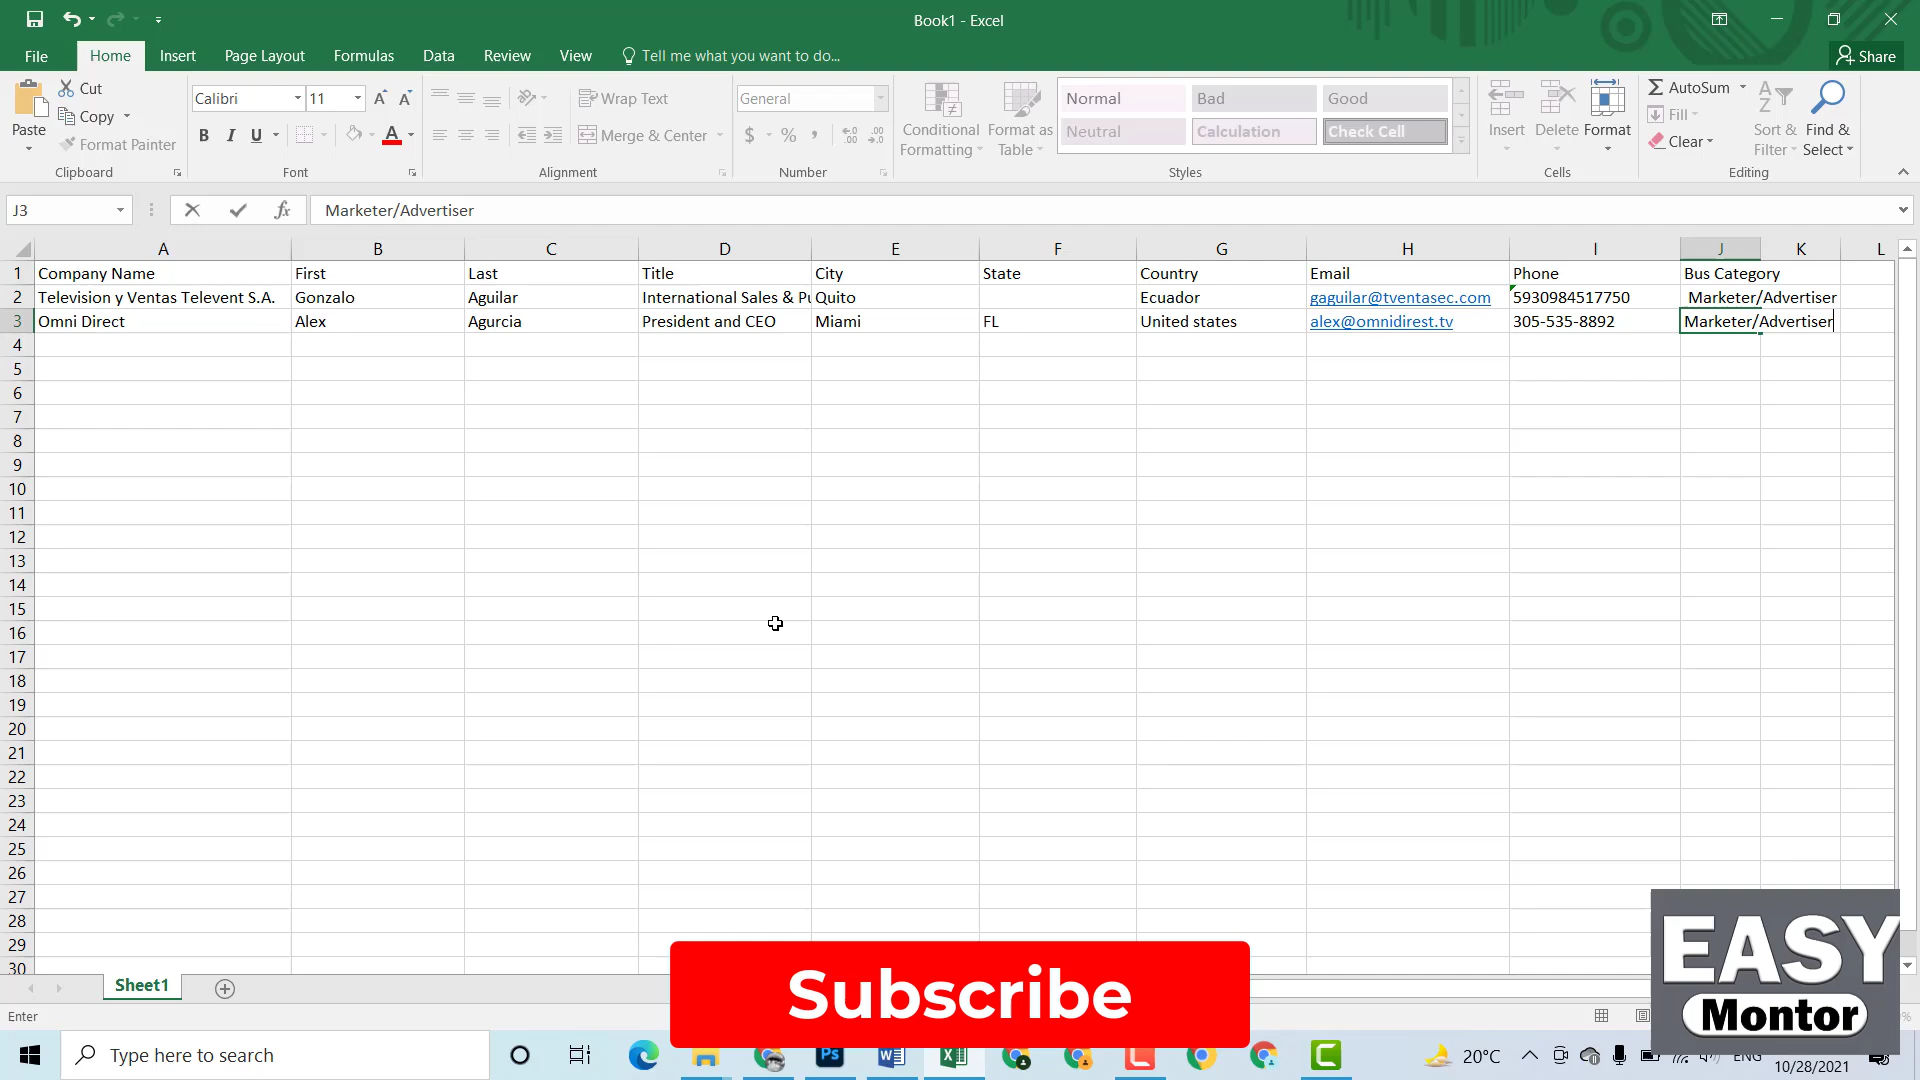 Book1 - Excel
File Home Insert Page Layout Formulas Data Review View Tell me what you want to do... Share
Paste Cut Copy Format Painter Clipboard
Calibri 11 B I U A Font
Wrap Text Merge & Center Alignment
General $ % , Number
Conditional Formatting Format as Table
Normal Bad Good
Neutral Calculation Check Cell
Styles
Insert Delete Format Cells
AutoSum Fill Clear Sort & Filter Find & Select Editing
J3 fx Marketer/Advertiser
A B C D E F G H I J K L
1 Company Name First Last Title City State Country Email Phone Bus Category
2 Television y Ventas Televent S.A. Gonzalo Aguilar International Sales & Pu Quito Ecuador gaguilar@tventasec.com 5930984517750 Marketer/Advertiser
3 Omni Direct Alex Agurcia President and CEO Miami FL United states alex@omnidirest.tv 305-535-8892 Marketer/Advertiser
4
5
6
7
8
9
10
11
12
13
14
15
16
17
18
19
20
21
22
23
24
25
26
27
28
29
30
Sheet1
Enter
Subscribe
EASY
Montor
Type here to search
Ps
20°C
ENG
10/28/2021